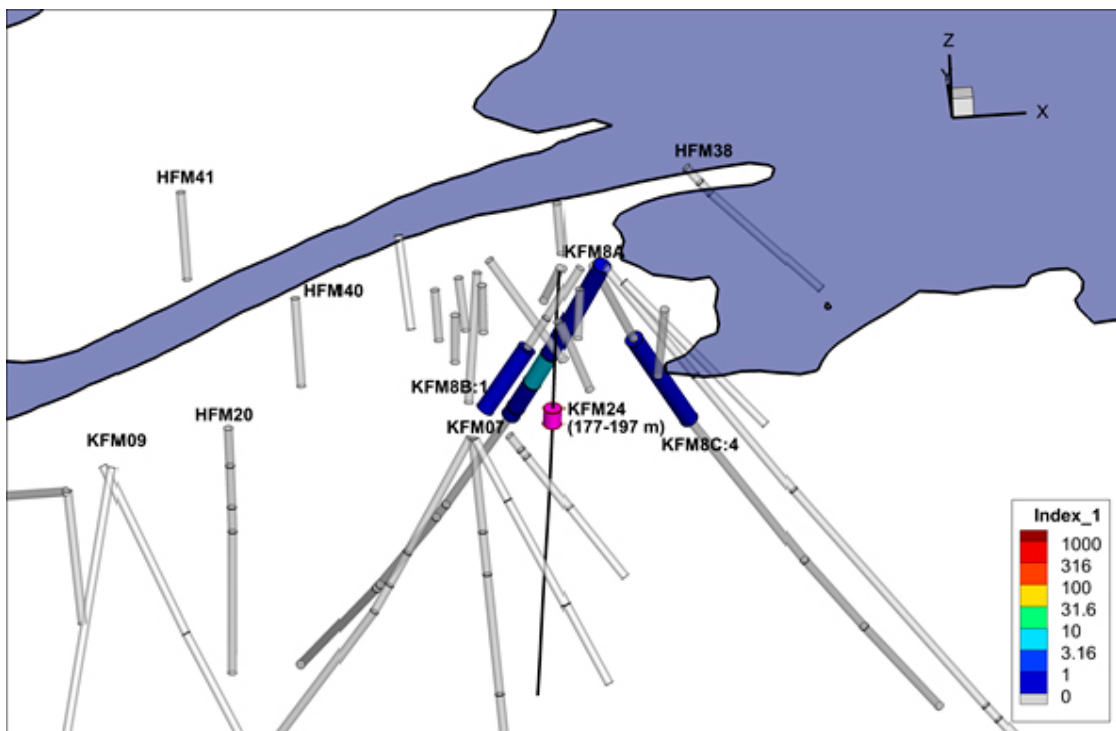 Z
Y
X
HFM38
HFM41
KFM8A
HFM40
KFM8B:1
KFM24
(177-197 m)
HFM20
KFM07
KFM09
KFM8C:4
Index_1
1000
316
100
31.6
10
3.16
1
0